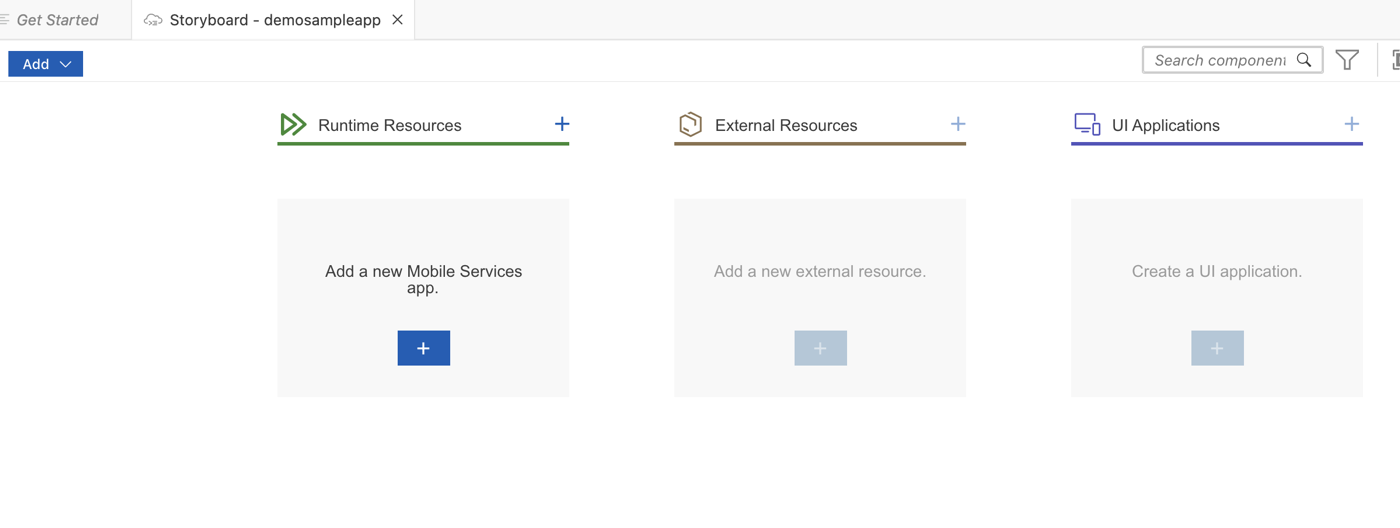 Get Started
Storyboard - demosampleapp
Add
Search component
Runtime Resources
External Resources
UI Applications
Add a new Mobile Services
app.
Add a new external resource.
Create a UI application.